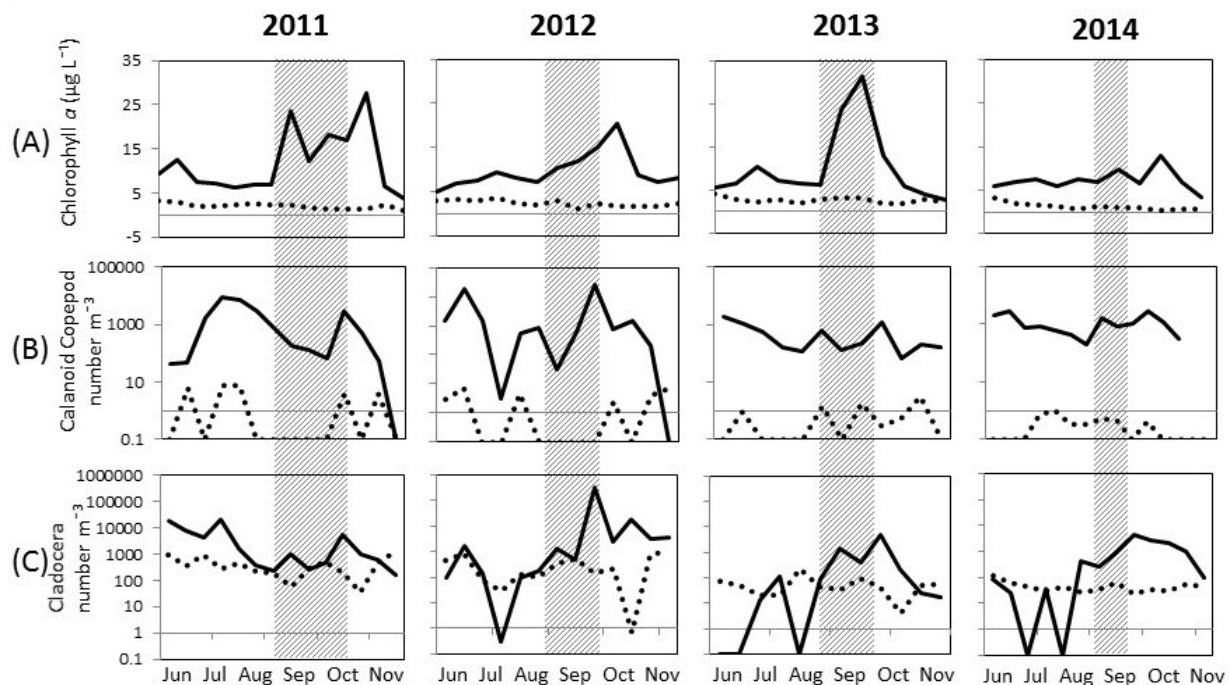 2011 2012 2013 2014
(A)
Chlorophyll α (µg L⁻¹)
35
25
15
5
-5
(B)
Calanoid Copepod
number m⁻³
100000
1000
10
0.1
(C)
Cladocera
number m⁻³
1000000
100000
10000
1000
100
10
1
0.1
Jun Jul Aug Sep Oct Nov Jun Jul Aug Sep Oct Nov Jun Jul Aug Sep Oct Nov Jun Jul Aug Sep Oct Nov